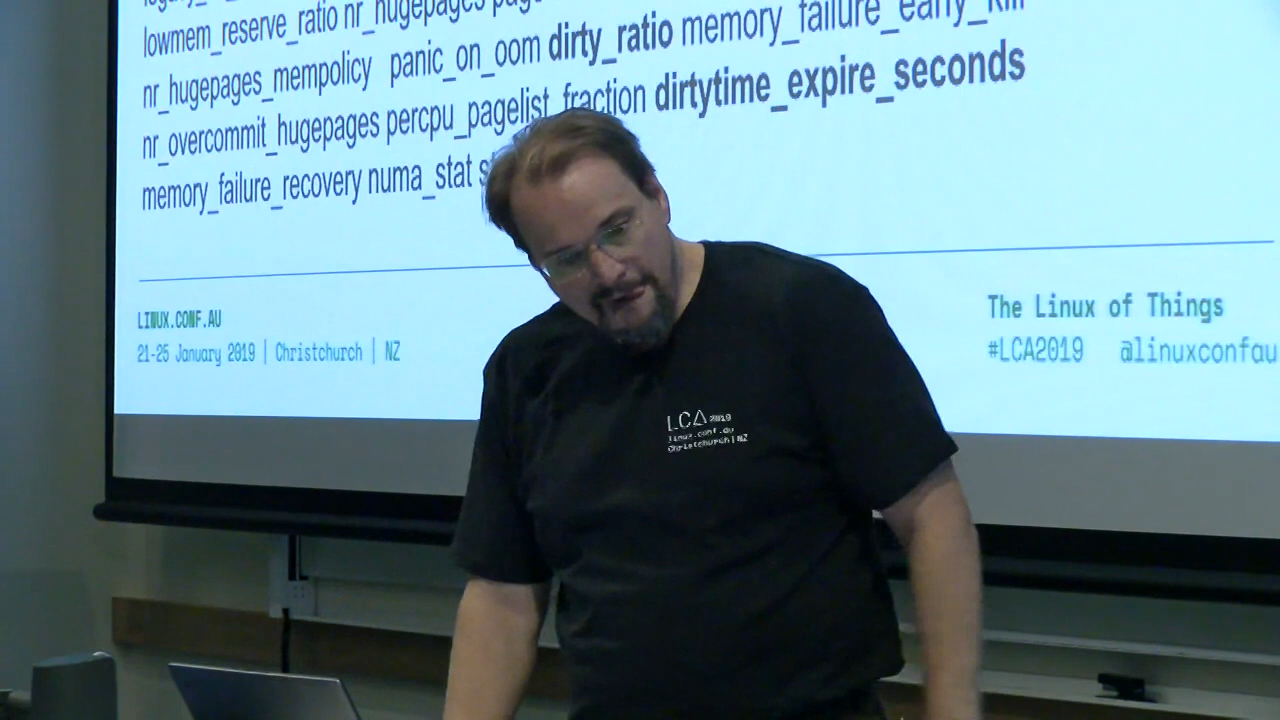 lowmem_reserve_ratio nr_hugepages
nr_hugepages_mempolicy panic_on_oom dirty_ratio memory_failure_early_kill
nr_overcommit_hugepages percpu_pagelist_fraction dirtytime_expire_seconds
memory_failure_recovery numa_stat
LINUX.CONF.AU
21-25 January 2019 | Christchurch | NZ
The Linux of Things
#LCA2019 @linuxconfau
LCA 2019
linux.conf.au
Christchurch | NZ